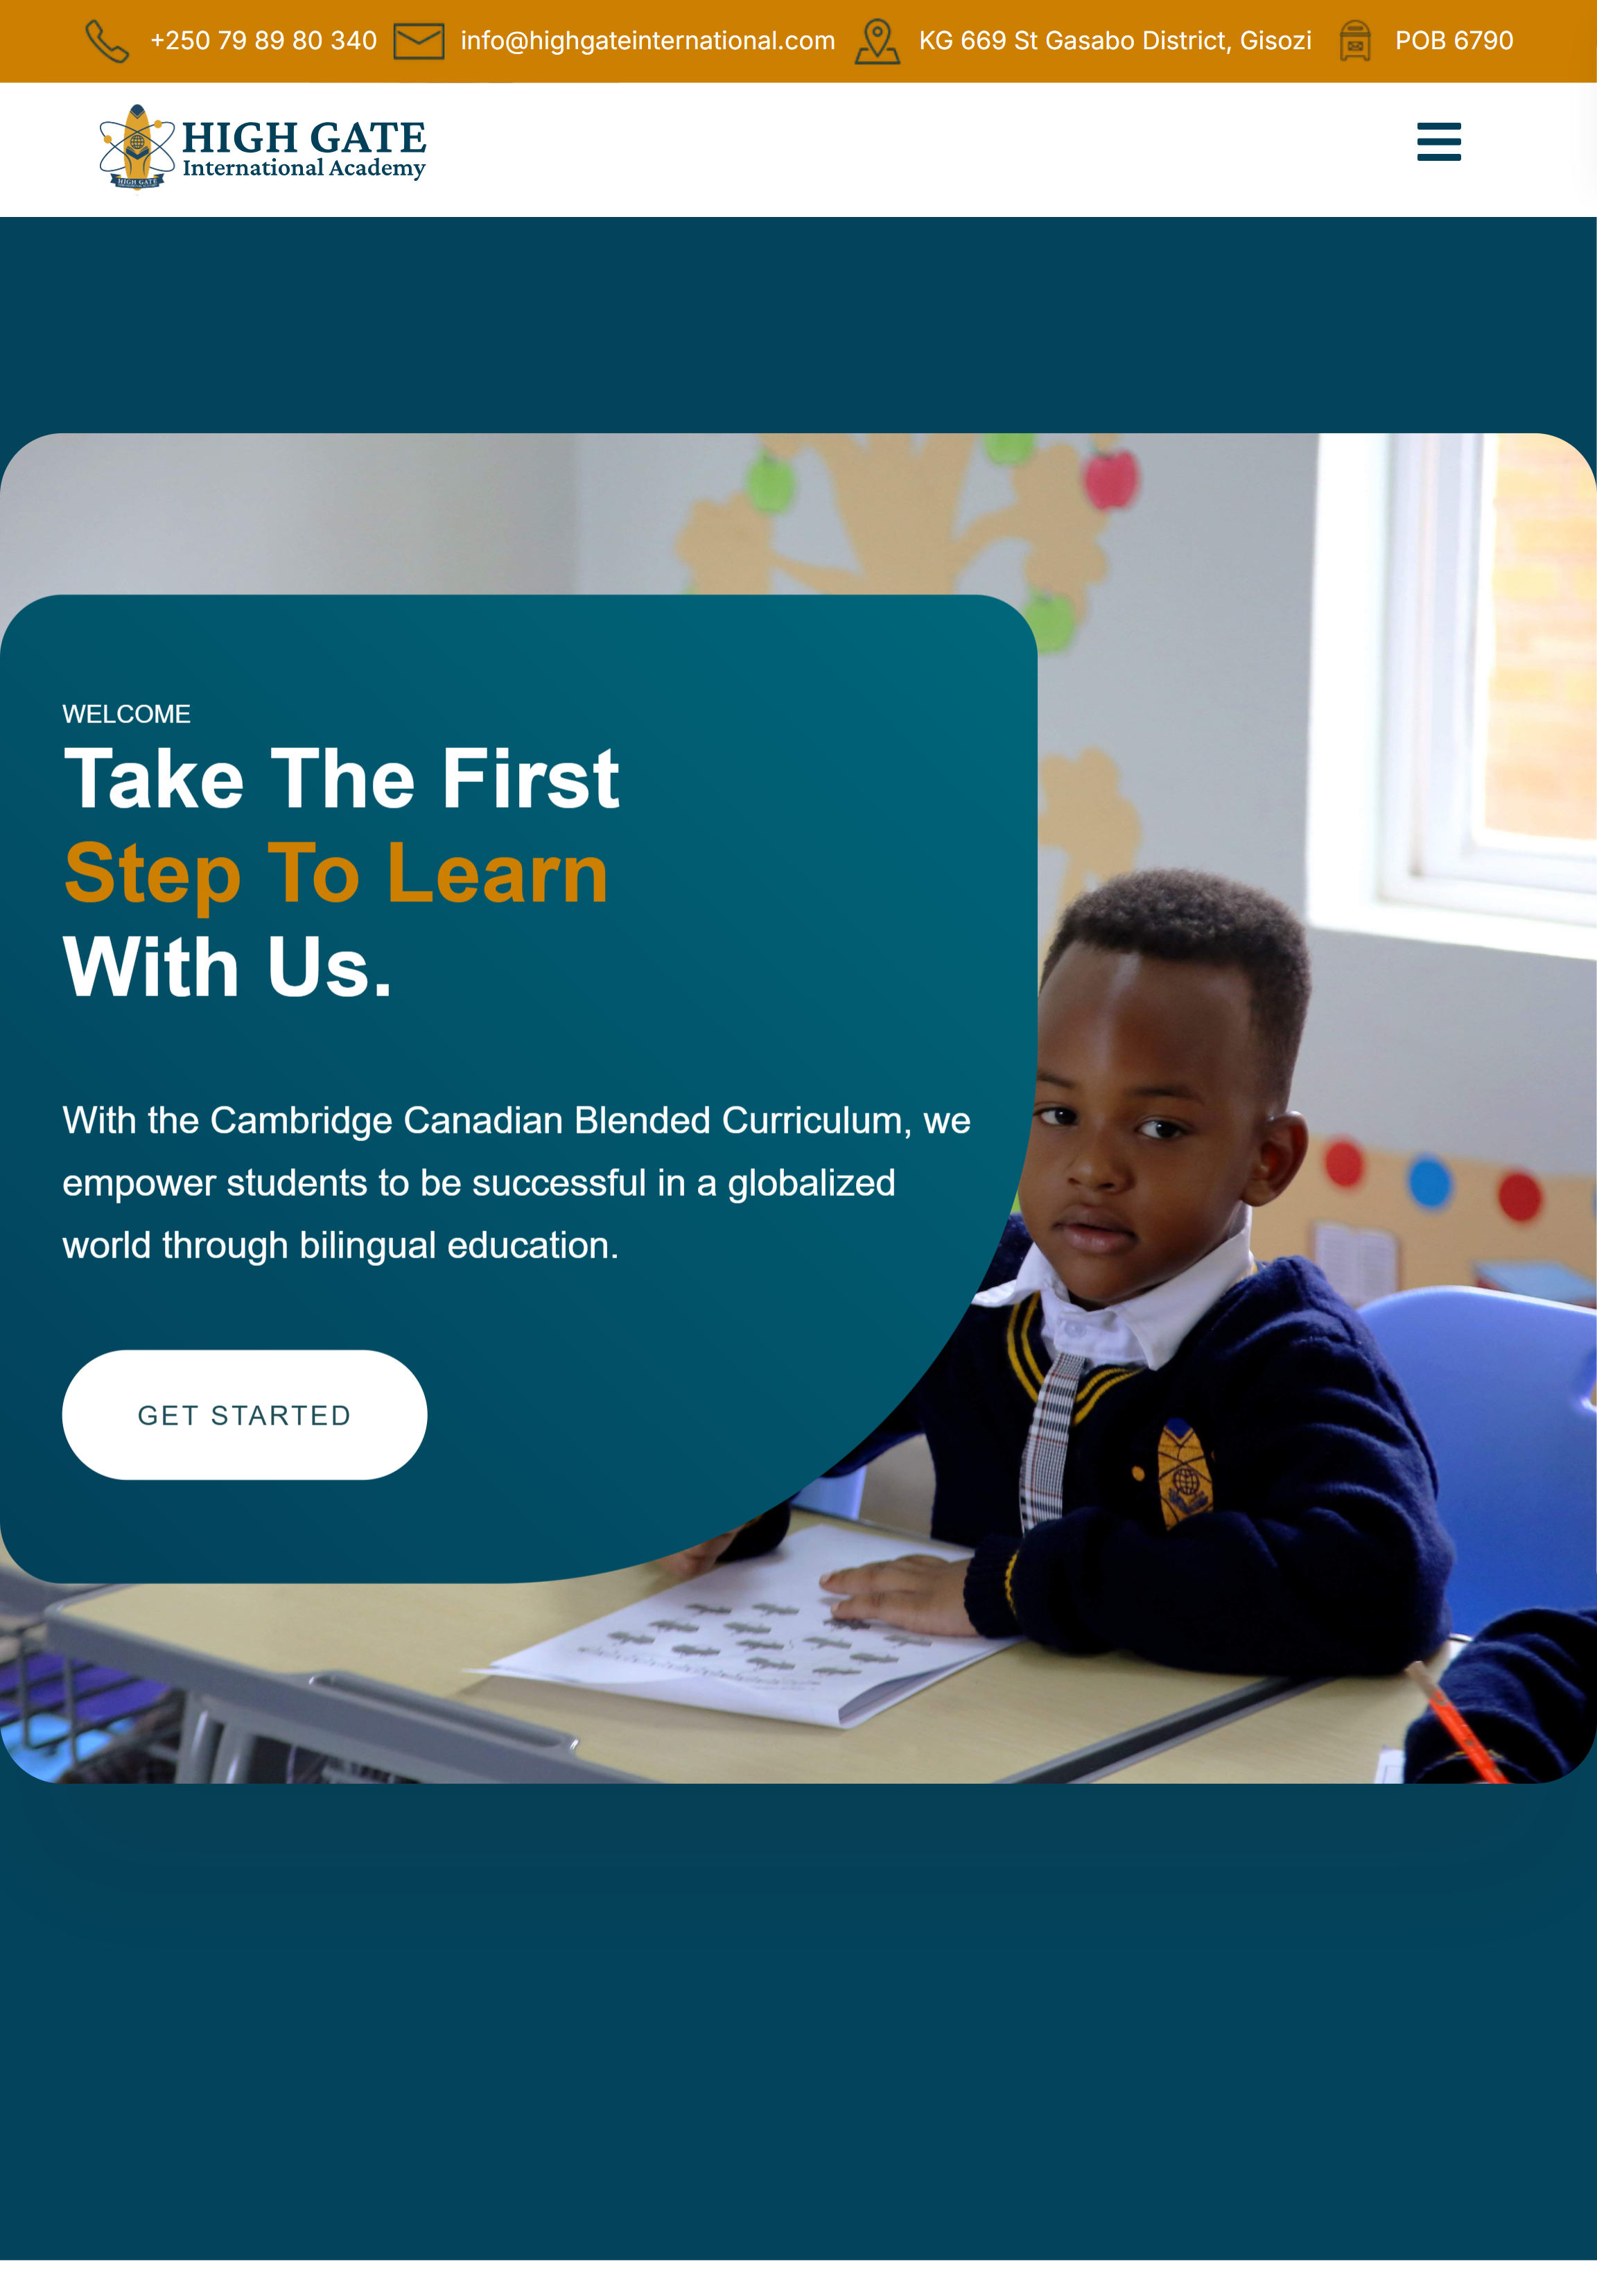 +250 79 89 80 340 info@highgateinternational.com KG 669 St Gasabo District, Gisozi POB 6790
HIGH GATE
International Academy
HIGH GATE
WELCOME
Take The First
Step To Learn
With Us.
With the Cambridge Canadian Blended Curriculum, we
empower students to be successful in a globalized
world through bilingual education.
GET STARTED